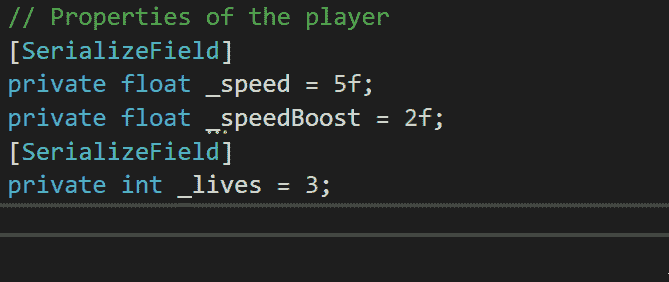 // Properties of the player
[SerializeField]
private float _speed = 5f;
private float _speedBoost = 2f;
[SerializeField]
private int _lives = 3;